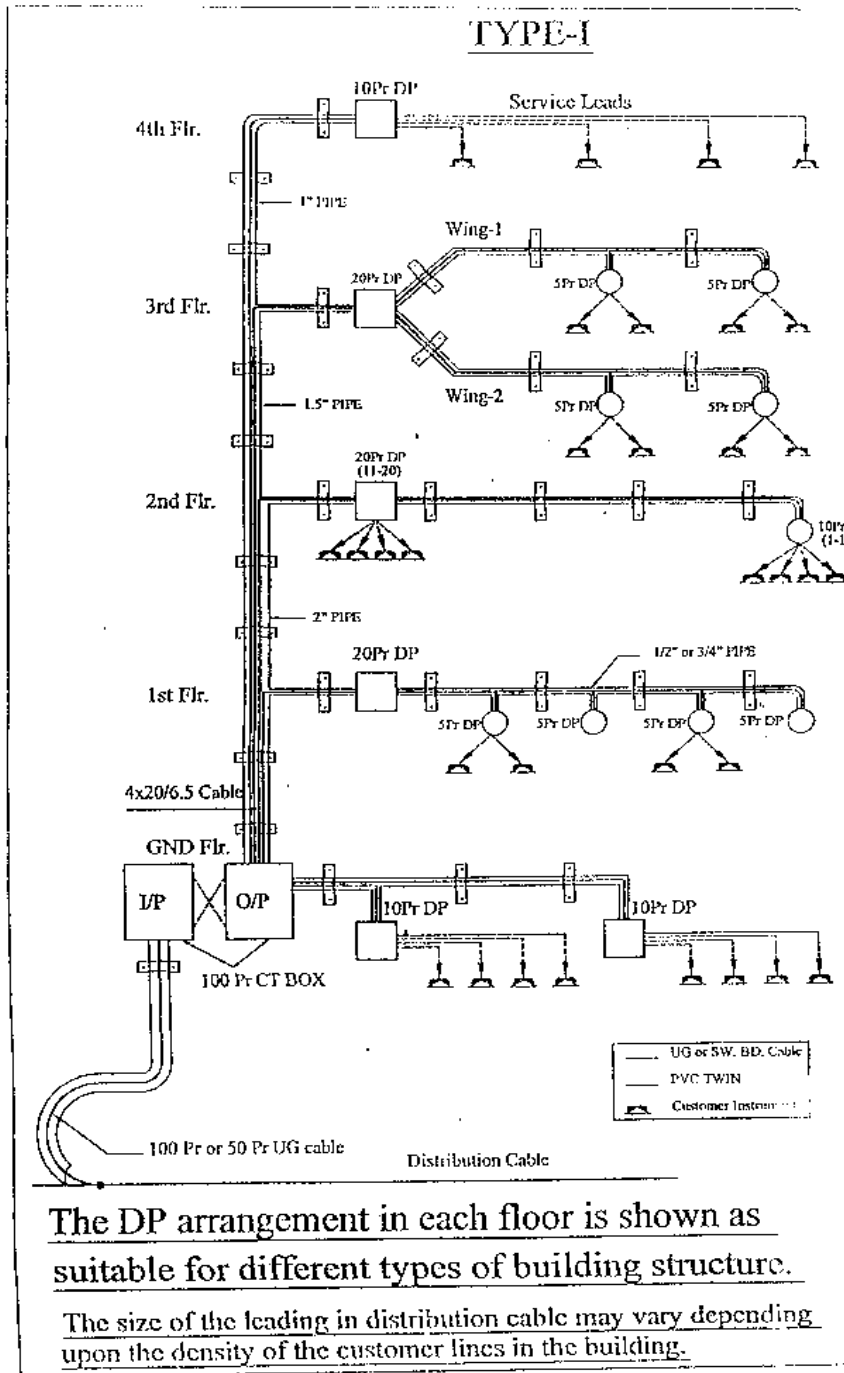 TYPE-I
10Pr DP
Service Leads
4th Flr.
1" PIPE
Wing-1
20Pr DP
5Pr DP
5Pr DP
3rd Flr.
1.5" PIPE
Wing-2
5Pr DP
5Pr DP
20Pr DP
(11-20)
2nd Flr.
10Pr
2" PIPE
20Pr DP
1/2" or 3/4" PIPE
1st Flr.
5Pr DP
5Pr DP
5Pr DP
5Pr DP
4x20/6.5 Cable
GND Flr.
I/P
O/P
10Pr DP
10Pr DP
100 Pr CT BOX
UG or SW. BD. Cable
PVC TWIN
Customer
100 Pr or 50 Pr UG cable
Distribution Cable
The DP arrangement in each floor is shown as
suitable for different types of building structure.
The size of the leading in distribution cable may vary depending
upon the density of the customer lines in the building.